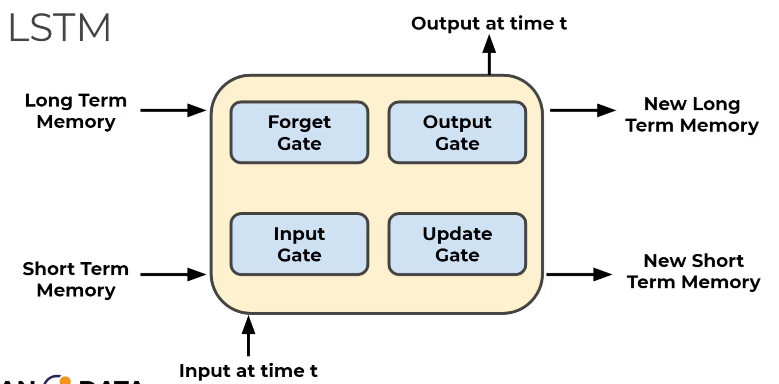 LSTM
Output at time t
Long Term
Memory
Forget
Gate
Output
Gate
New Long
Term Memory
Input
Gate
Update
Gate
Short Term
Memory
New Short
Term Memory
Input at time t
DATA